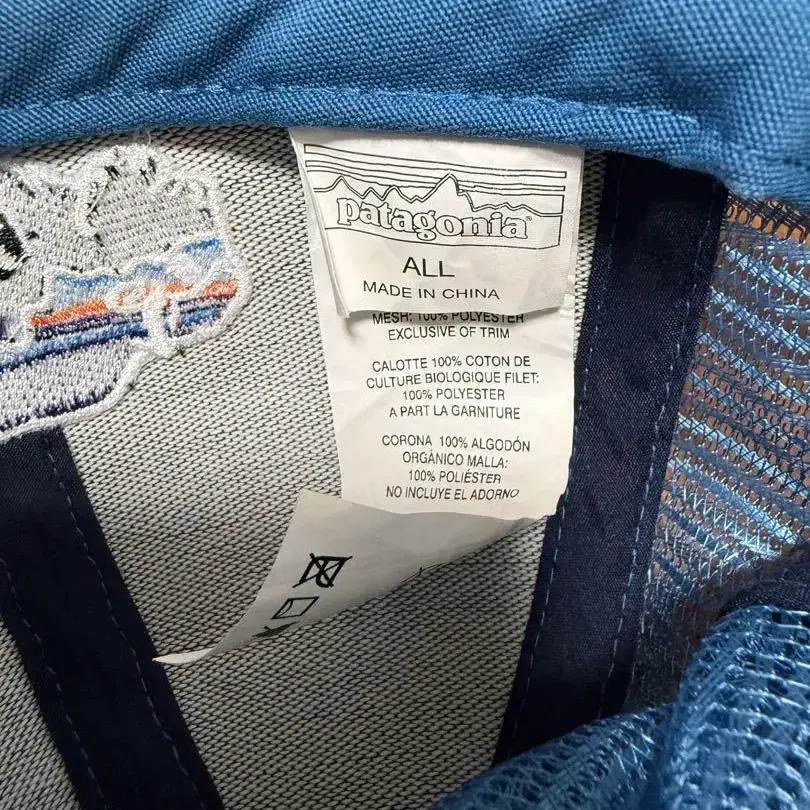 patagonia®
ALL
MADE IN CHINA
MESH: 100% POLYESTER
EXCLUSIVE OF TRIM
CALOTTE 100% COTON DE
CULTURE BIOLOGIQUE FILET:
100% POLYESTER
A PART LA GARNITURE
CORONA 100% ALGODÓN
ORGÁNICO MALLA:
100% POLIÉSTER
NO INCLUYE EL ADORNO